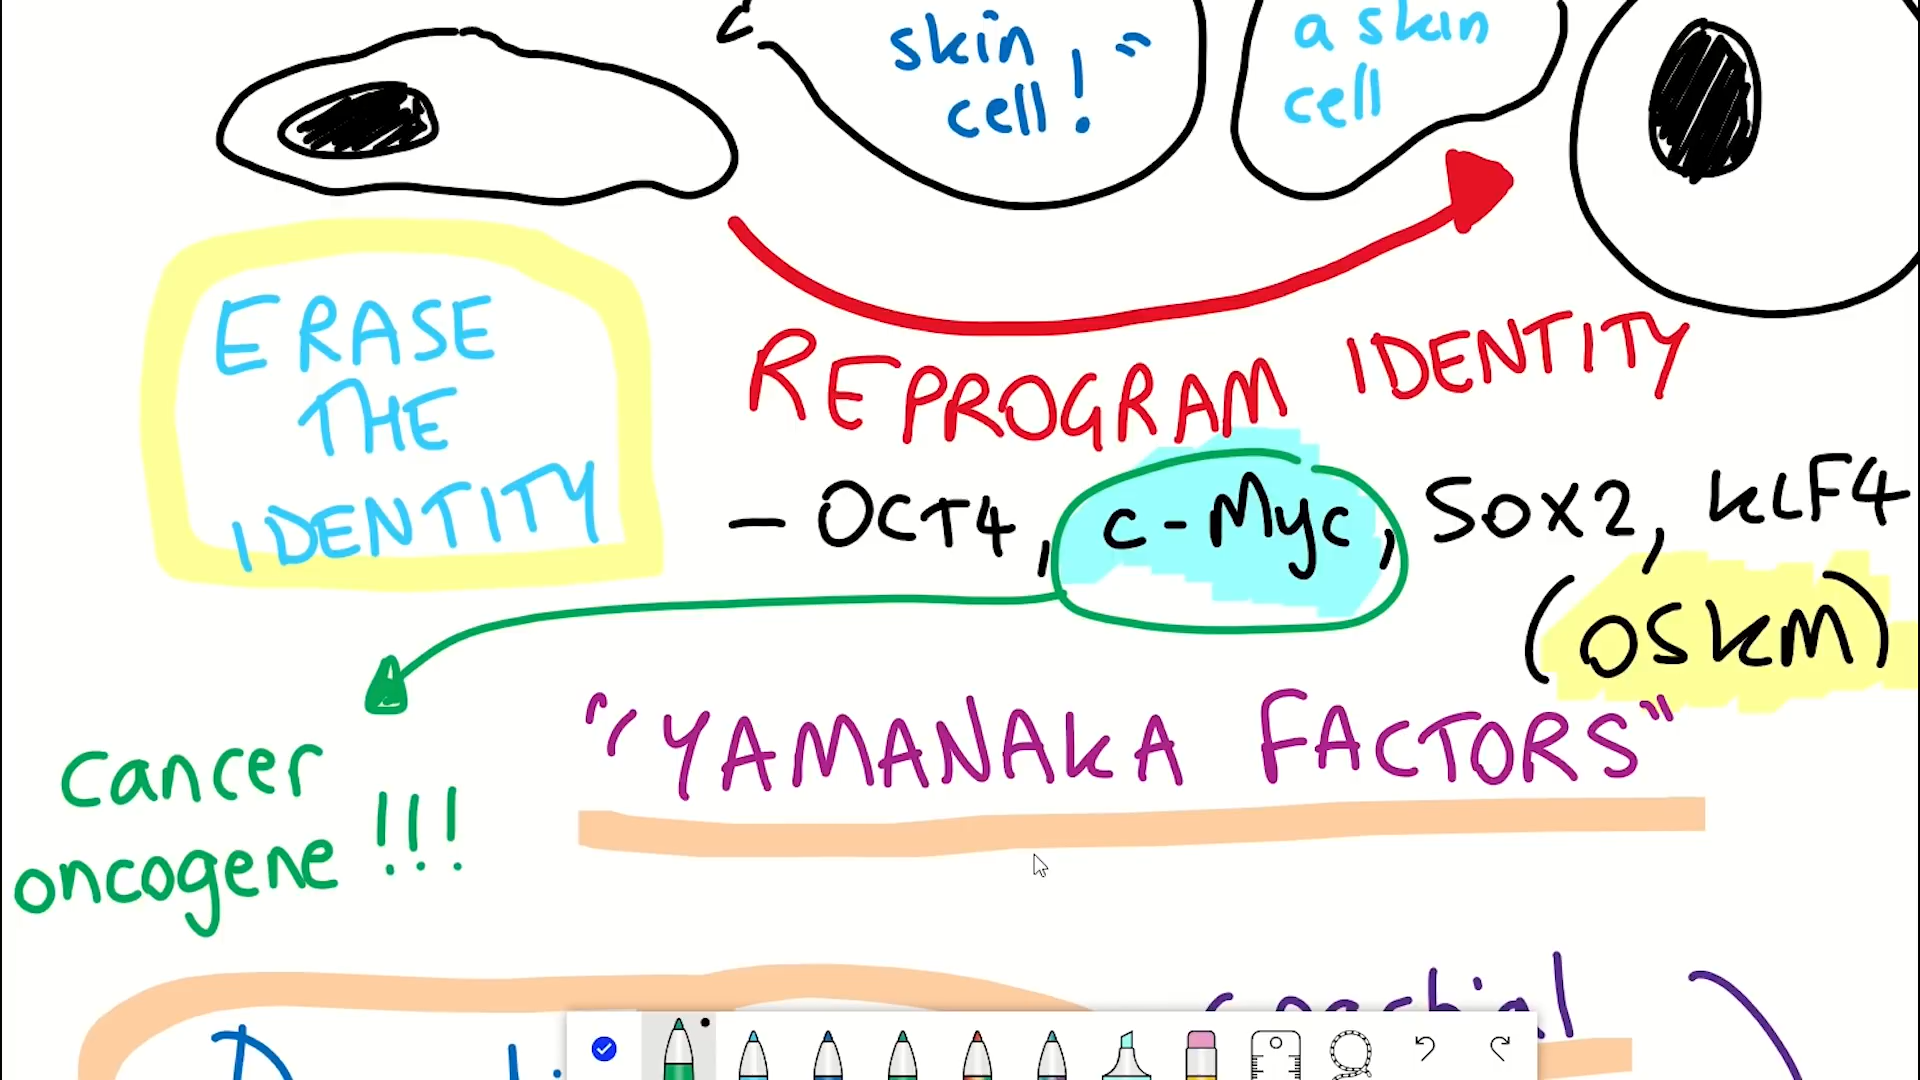 skin
cell!"
a skin
cell
ERASE
THE
IDENTITY
REPROGRAM IDENTITY
- OCT4, c-Myc, SOX2, KLF4
(OSKM)
"YAMANAKA FACTORS"
cancer
oncogene !!!